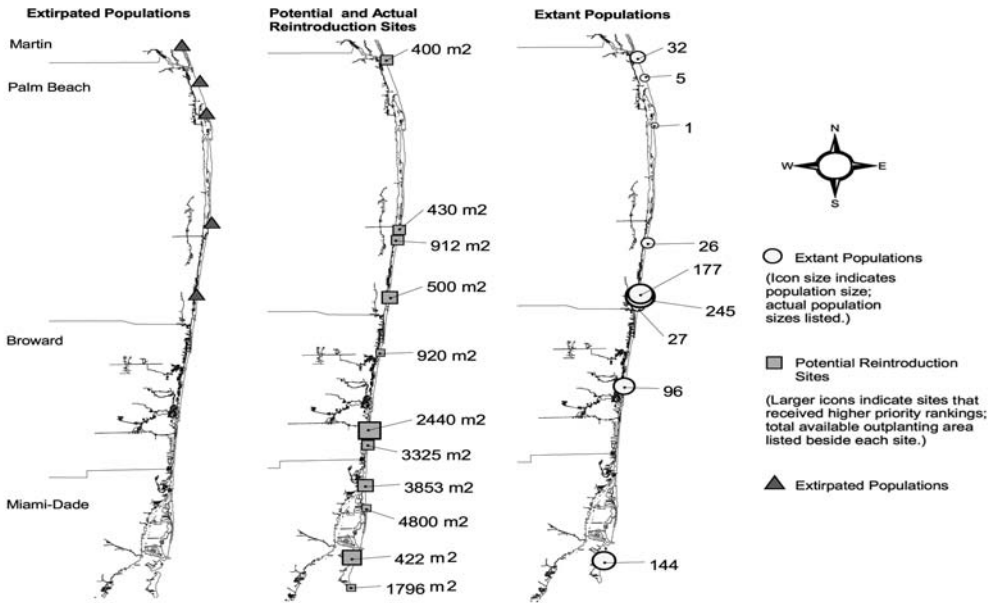 Extirpated Populations
Potential and Actual
Reintroduction Sites
Extant Populations
Martin
Palm Beach
Broward
Miami-Dade
400 m2
430 m2
912 m2
500 m2
920 m2
2440 m2
3325 m2
3853 m2
4800 m2
422 m2
1796 m2
32
5
1
26
177
245
27
96
144
N
W
E
S
Extant Populations
(Icon size indicates
population size;
actual population
sizes listed.)
Potential Reintroduction
Sites
(Larger icons indicate sites that
received higher priority rankings;
total available outplanting area
listed beside each site.)
Extirpated Populations